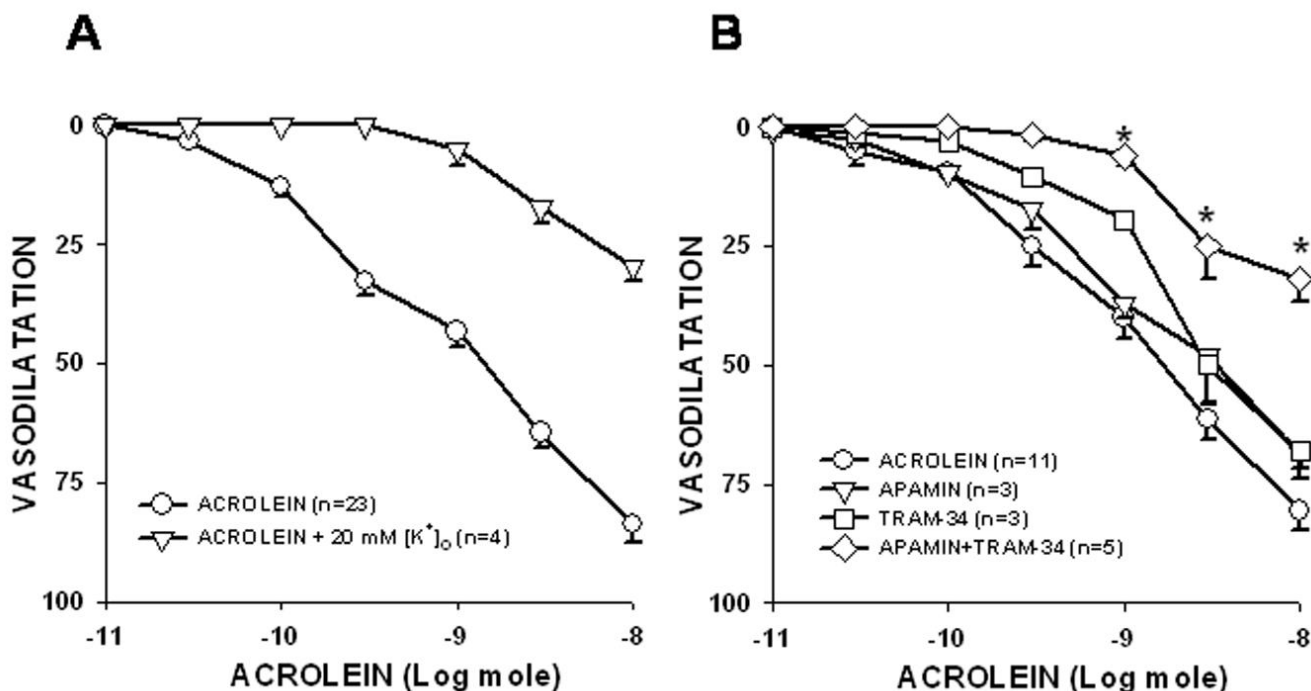 A
0
25
50
75
100
VASODILATATION
ACROLEIN (n=23)
ACROLEIN + 20 mM [K⁺]ₒ (n=4)
-11 -10 -9 -8
ACROLEIN (Log mole)
B
0
25
50
75
100
VASODILATATION
*
*
*
ACROLEIN (n=11)
APAMIN (n=3)
TRAM-34 (n=3)
APAMIN+TRAM-34 (n=5)
-11 -10 -9 -8
ACROLEIN (Log mole)